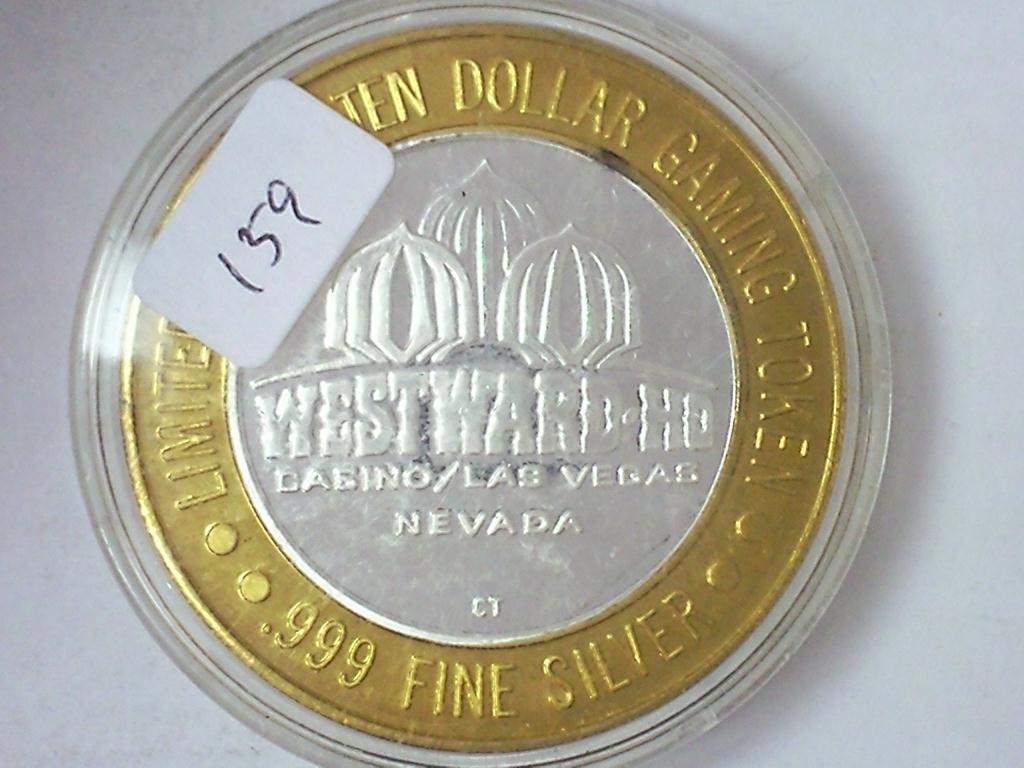 159
LIMITED TEN DOLLAR GAMING TOKEN
WESTWARD·HO
CASINO/LAS VEGAS
NEVADA
CT
.999 FINE SILVER